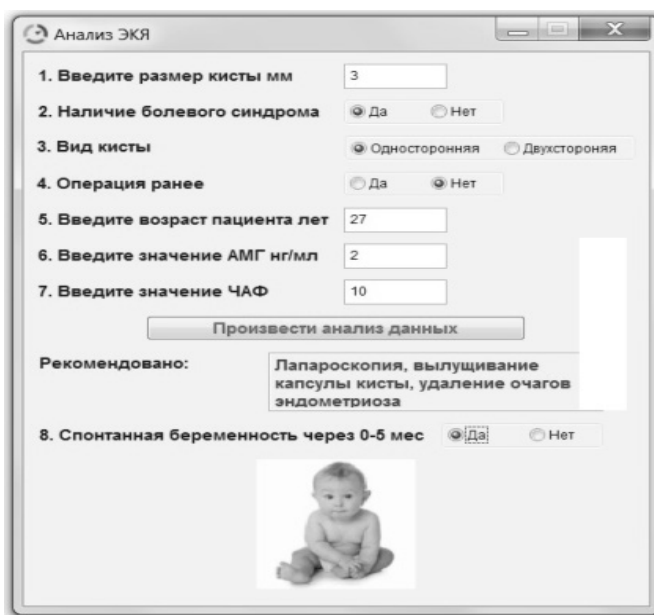 Анализ ЭКЯ
1. Введите размер кисты мм 3
2. Наличие болевого синдрома Да Нет
3. Вид кисты Односторонняя Двухстороняя
4. Операция ранее Да Нет
5. Введите возраст пациента лет 27
6. Введите значение АМГ нг/мл 2
7. Введите значение ЧАФ 10
Произвести анализ данных
Рекомендовано: Лапароскопия, вылущивание
капсулы кисты, удаление очагов
эндометриоза
8. Спонтанная беременность через 0-5 мес Да Нет